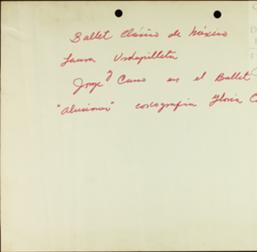 Ballet Clásico de México
Laura Urdapilleta
Jorge Cano en el Ballet
"Alusiones" coreografía Gloria C